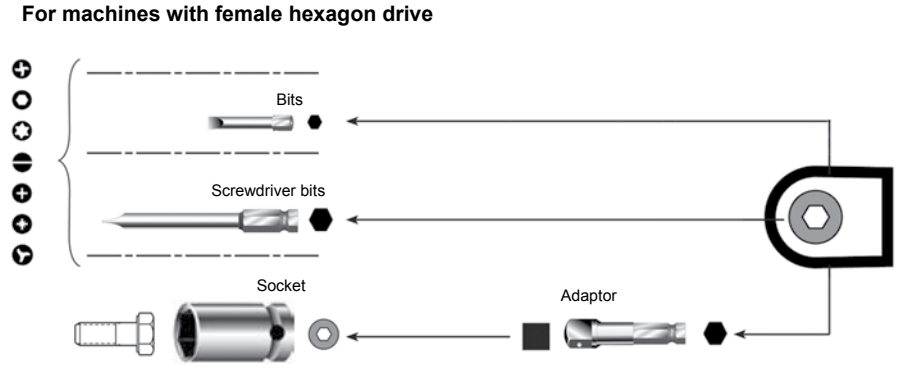 For machines with female hexagon drive
Bits
Screwdriver bits
Socket
Adaptor